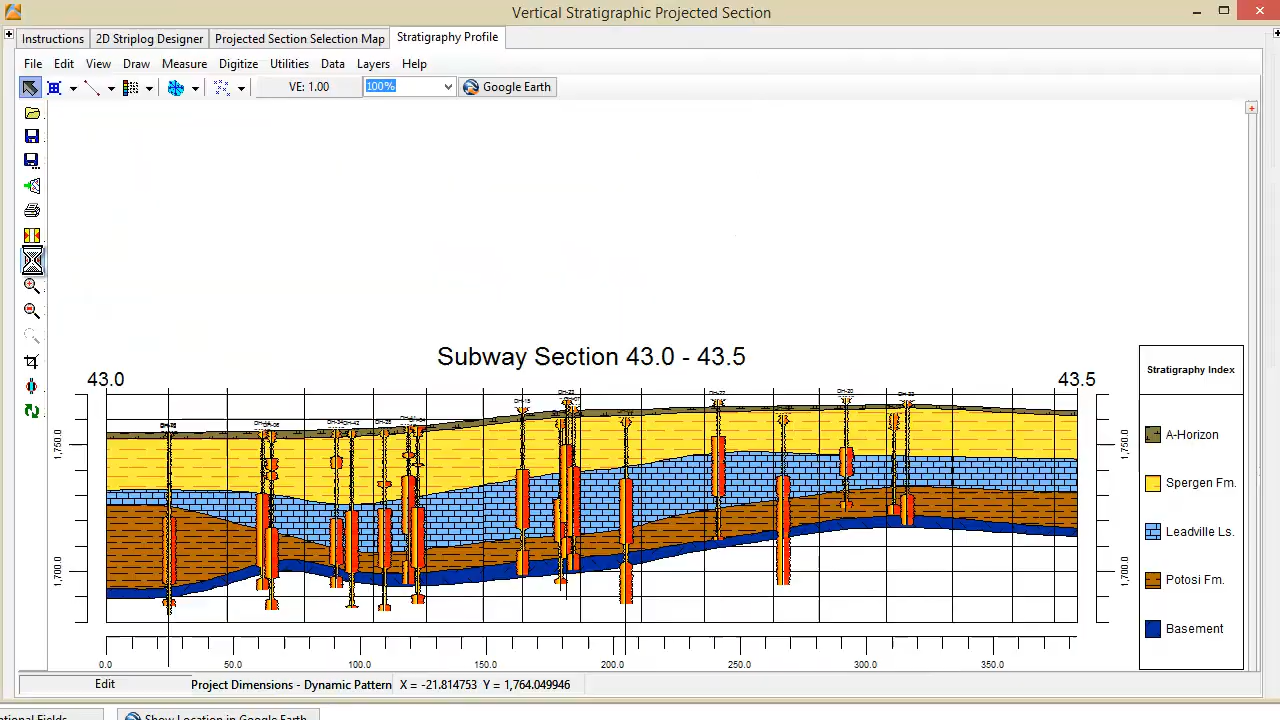 Vertical Stratigraphic Projected Section
Instructions 2D Striplog Designer Projected Section Selection Map Stratigraphy Profile
File Edit View Draw Measure Digitize Utilities Data Layers Help
VE: 1.00 100% Google Earth
Subway Section 43.0 - 43.5
43.0 43.5
Stratigraphy Index
A-Horizon
Spergen Fm.
Leadville Ls.
Potosi Fm.
Basement
1,750.0 1,750.0
1,700.0 1,700.0
0.0 50.0 100.0 150.0 200.0 250.0 300.0 350.0
Edit Project Dimensions - Dynamic Pattern X = -21.814753 Y = 1,764.049946
Fields Show Location in Google Earth